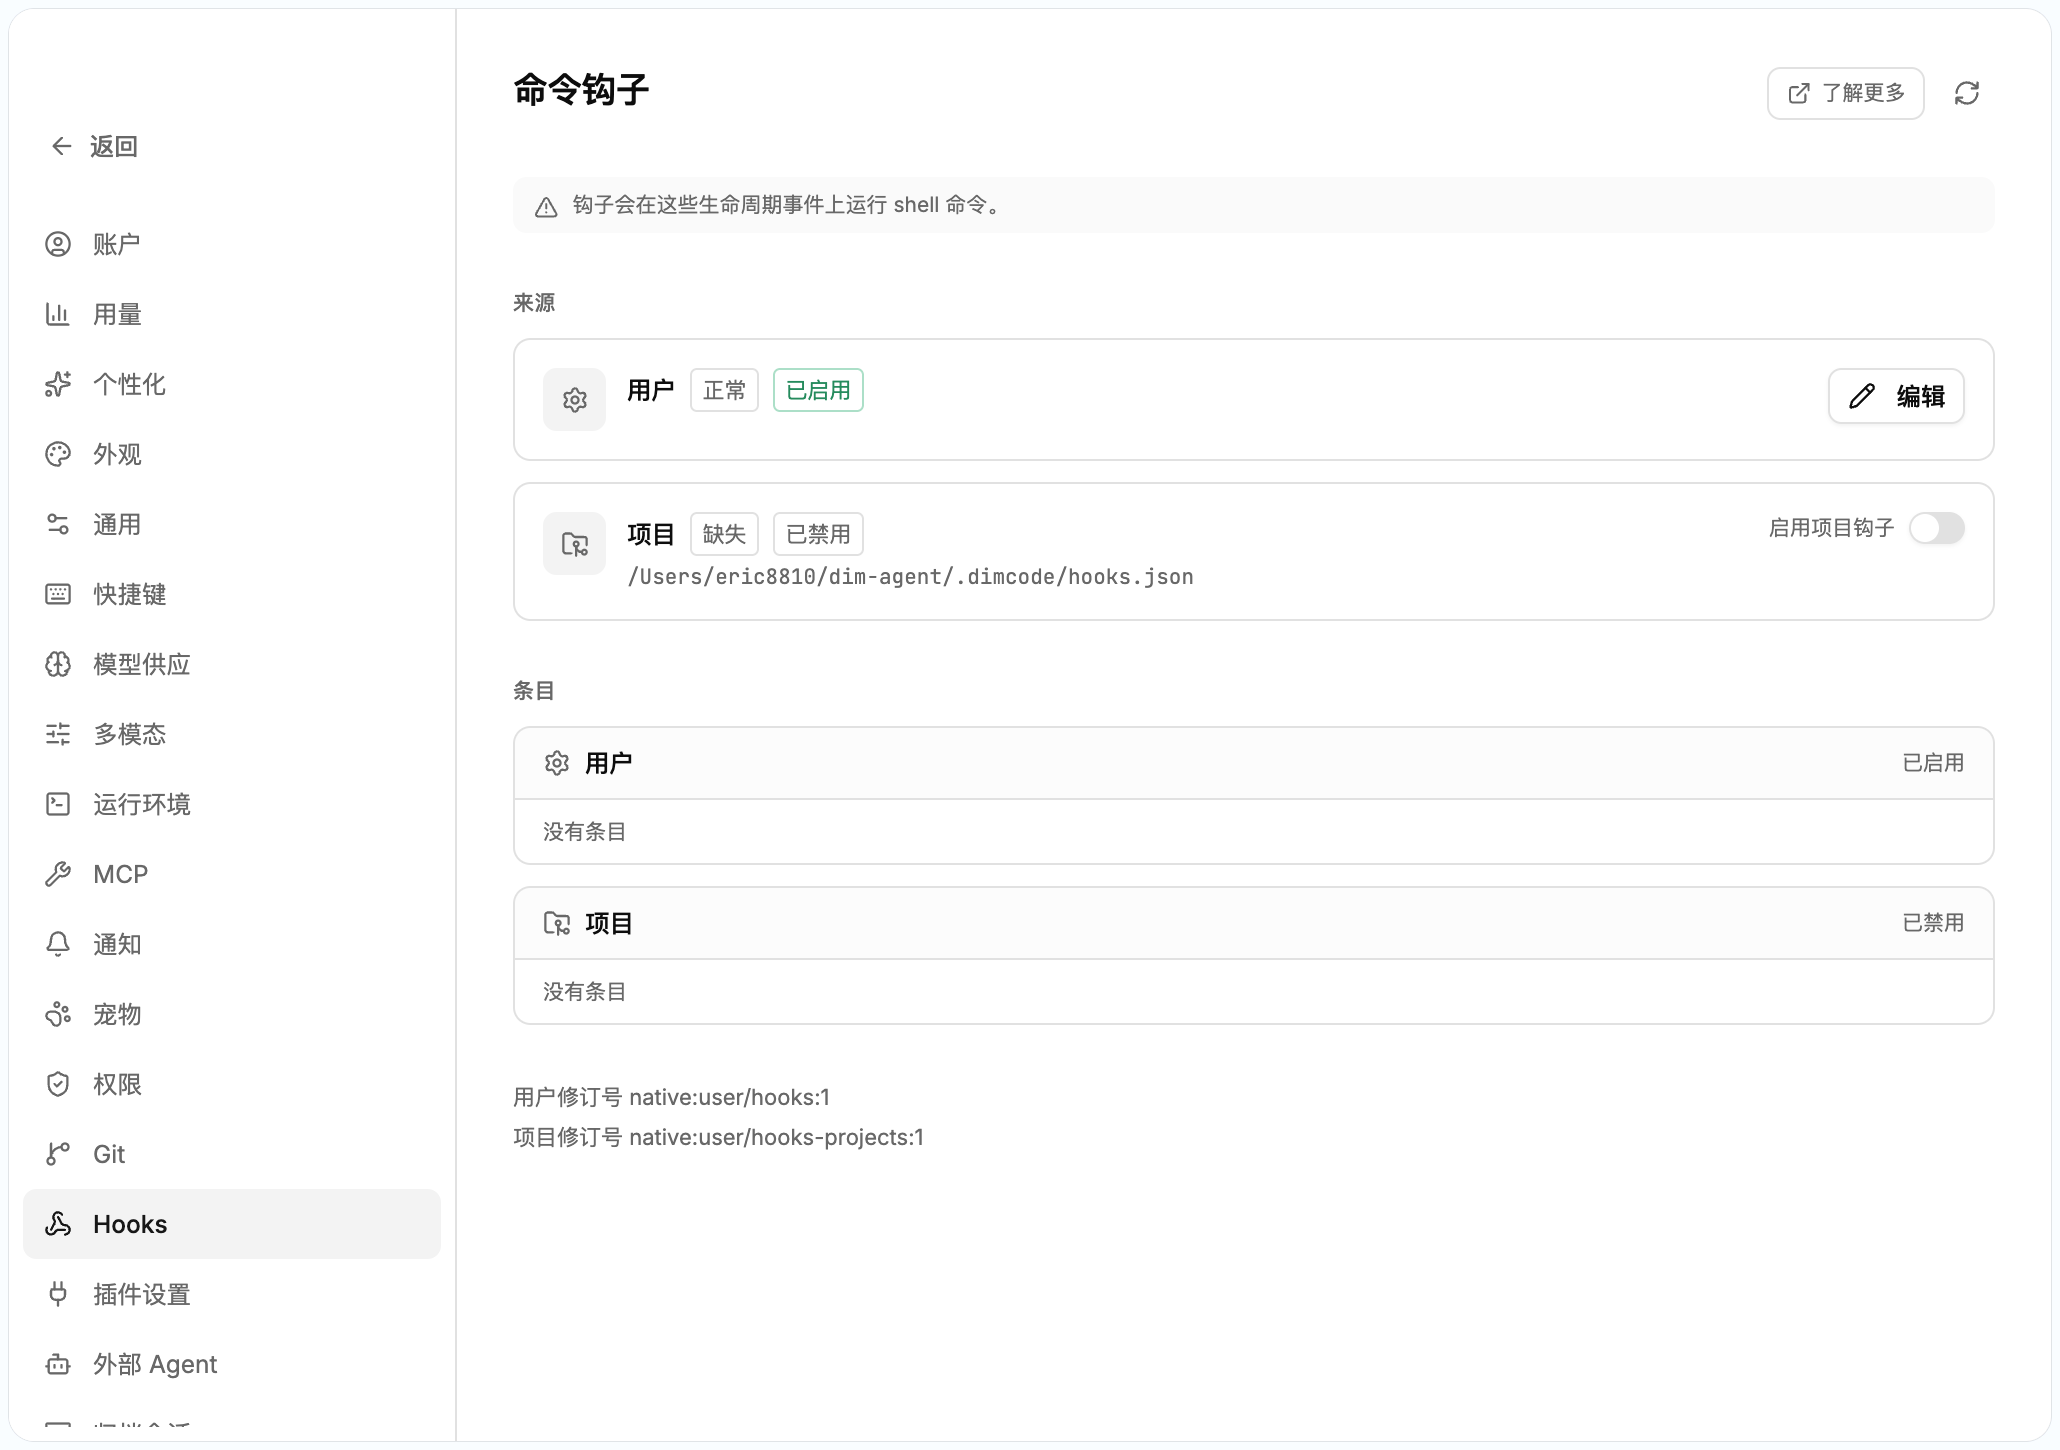 返回
账户
用量
个性化
外观
通用
快捷键
模型供应
多模态
运行环境
MCP
通知
宠物
权限
Git
Hooks
插件设置
外部 Agent
命令钩子
了解更多
钩子会在这些生命周期事件上运行 shell 命令。
来源
用户 正常 已启用
编辑
项目 缺失 已禁用
启用项目钩子
/Users/eric8810/dim-agent/.dimcode/hooks.json
条目
用户 已启用
没有条目
项目 已禁用
没有条目
用户修订号 native:user/hooks:1
项目修订号 native:user/hooks-projects:1